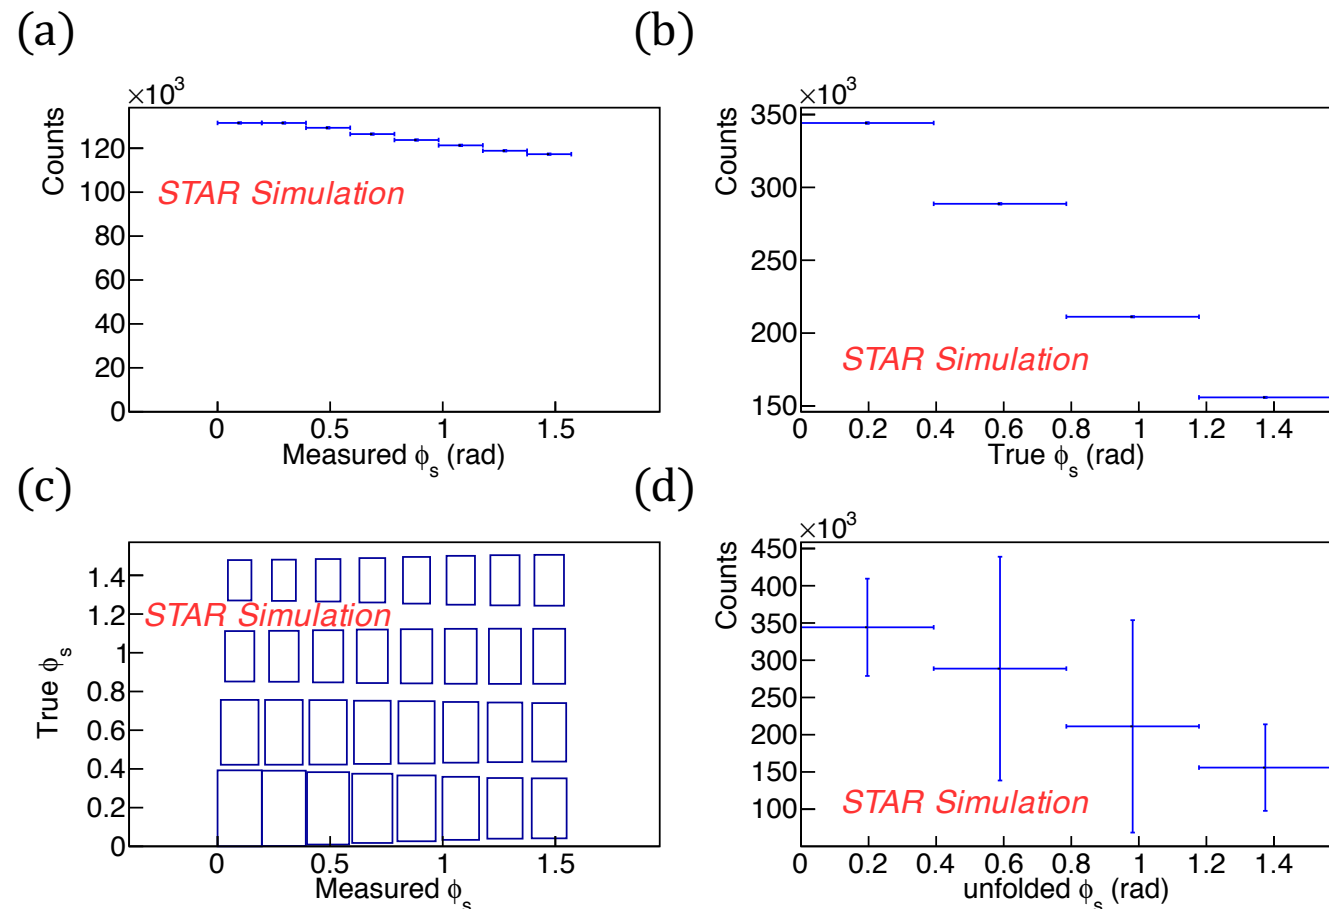 (a)
×10³
Counts
120
100
80
60
40
20
0
STAR Simulation
0 0.5 1 1.5
Measured ϕs (rad)
(b)
×10³
Counts
350
300
250
200
150
STAR Simulation
0 0.2 0.4 0.6 0.8 1 1.2 1.4
True ϕs (rad)
(c)
True ϕs
1.4
1.2
1
0.8
0.6
0.4
0.2
0
STAR Simulation
0 0.5 1 1.5
Measured ϕs
(d)
×10³
Counts
450
400
350
300
250
200
150
100
STAR Simulation
0 0.2 0.4 0.6 0.8 1 1.2 1.4
unfolded ϕs (rad)